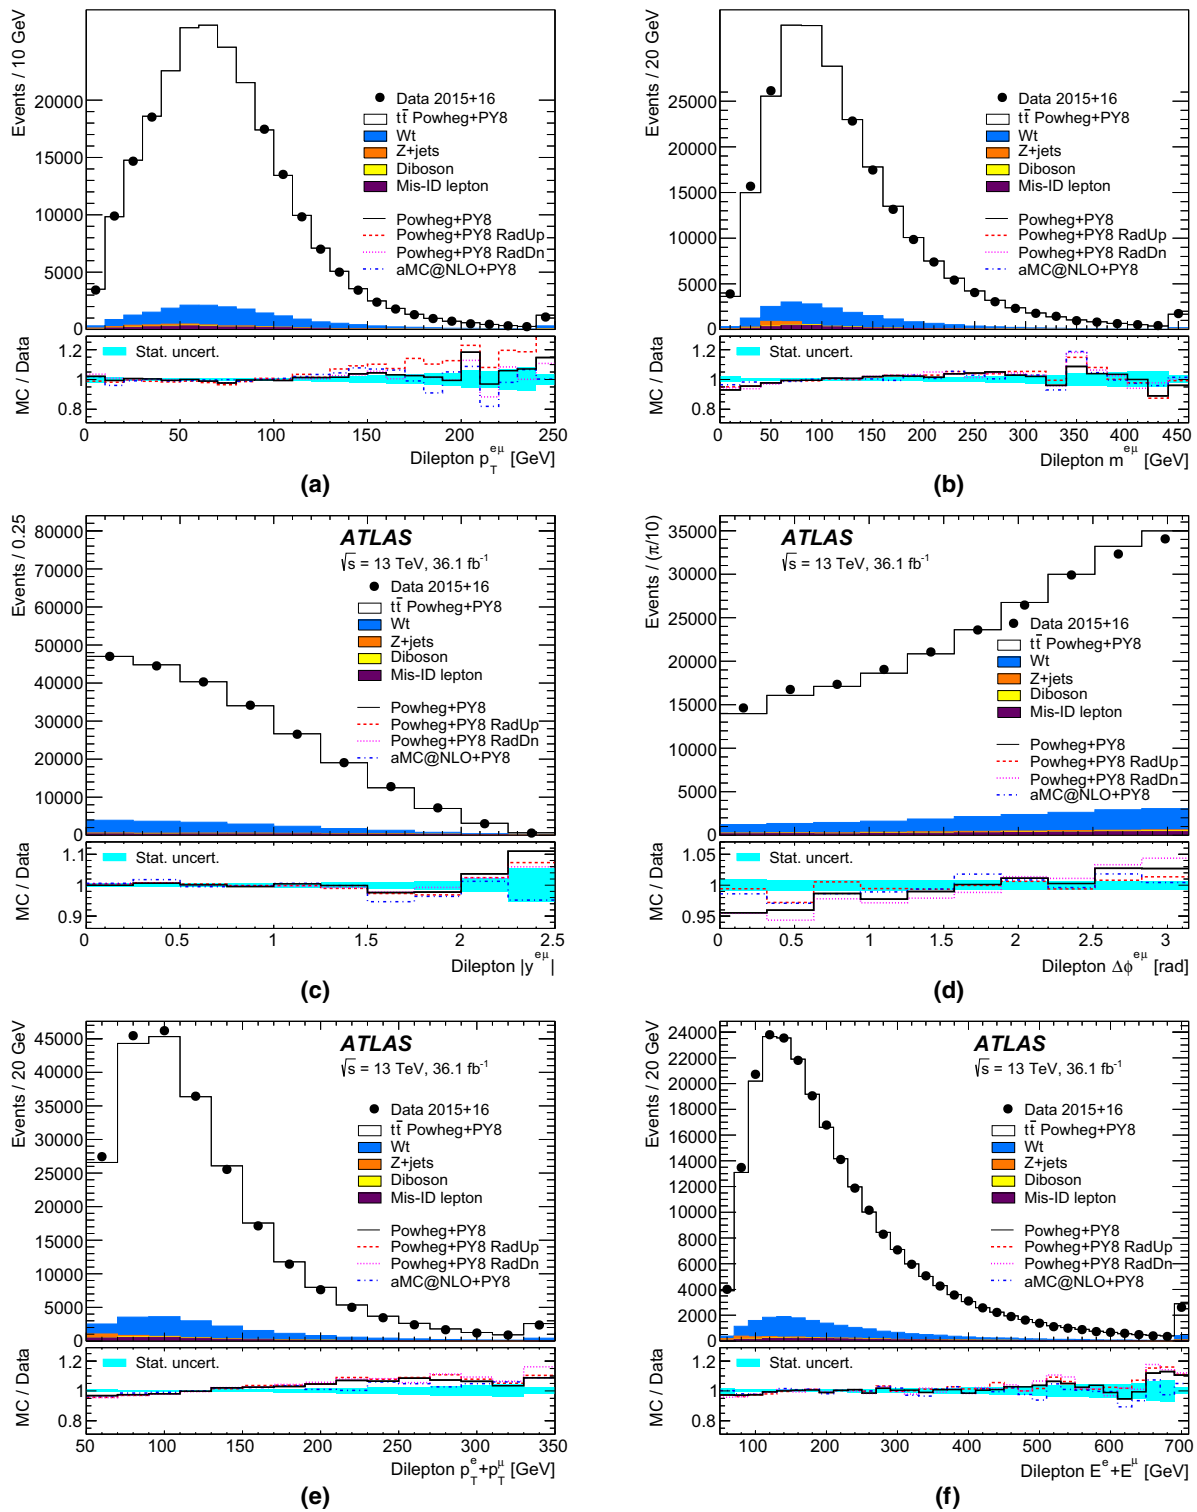 Events / 10 GeV
20000
15000
10000
5000
0
Data 2015+16
tt̄ Powheg+PY8
Wt
Z+jets
Diboson
Mis-ID lepton
Powheg+PY8
Powheg+PY8 RadUp
Powheg+PY8 RadDn
aMC@NLO+PY8
MC / Data
1.2
1
0.8
Stat. uncert.
0 50 100 150 200 250
Dilepton p_T^{eμ} [GeV]
(a)
Events / 20 GeV
25000
20000
15000
10000
5000
0
Data 2015+16
tt̄ Powheg+PY8
Wt
Z+jets
Diboson
Mis-ID lepton
Powheg+PY8
Powheg+PY8 RadUp
Powheg+PY8 RadDn
aMC@NLO+PY8
MC / Data
1.2
1
0.8
Stat. uncert.
0 50 100 150 200 250 300 350 400 450
Dilepton m^{eμ} [GeV]
(b)
Events / 0.25
80000
70000
60000
50000
40000
30000
20000
10000
0
ATLAS
√s = 13 TeV, 36.1 fb⁻¹
Data 2015+16
tt̄ Powheg+PY8
Wt
Z+jets
Diboson
Mis-ID lepton
Powheg+PY8
Powheg+PY8 RadUp
Powheg+PY8 RadDn
aMC@NLO+PY8
MC / Data
1.1
1
0.9
Stat. uncert.
0 0.5 1 1.5 2 2.5
Dilepton |y^{eμ}|
(c)
Events / (π/10)
35000
30000
25000
20000
15000
10000
5000
0
ATLAS
√s = 13 TeV, 36.1 fb⁻¹
Data 2015+16
tt̄ Powheg+PY8
Wt
Z+jets
Diboson
Mis-ID lepton
Powheg+PY8
Powheg+PY8 RadUp
Powheg+PY8 RadDn
aMC@NLO+PY8
MC / Data
1.05
1
0.95
Stat. uncert.
0 0.5 1 1.5 2 2.5 3
Dilepton Δϕ^{eμ} [rad]
(d)
Events / 20 GeV
45000
40000
35000
30000
25000
20000
15000
10000
5000
0
ATLAS
√s = 13 TeV, 36.1 fb⁻¹
Data 2015+16
tt̄ Powheg+PY8
Wt
Z+jets
Diboson
Mis-ID lepton
Powheg+PY8
Powheg+PY8 RadUp
Powheg+PY8 RadDn
aMC@NLO+PY8
MC / Data
1.2
1
0.8
Stat. uncert.
50 100 150 200 250 300 350
Dilepton p_T^e+p_T^μ [GeV]
(e)
Events / 20 GeV
24000
22000
20000
18000
16000
14000
12000
10000
8000
6000
4000
2000
0
ATLAS
√s = 13 TeV, 36.1 fb⁻¹
Data 2015+16
tt̄ Powheg+PY8
Wt
Z+jets
Diboson
Mis-ID lepton
Powheg+PY8
Powheg+PY8 RadUp
Powheg+PY8 RadDn
aMC@NLO+PY8
MC / Data
1.2
1
0.8
Stat. uncert.
100 200 300 400 500 600 700
Dilepton E^e+E^μ [GeV]
(f)